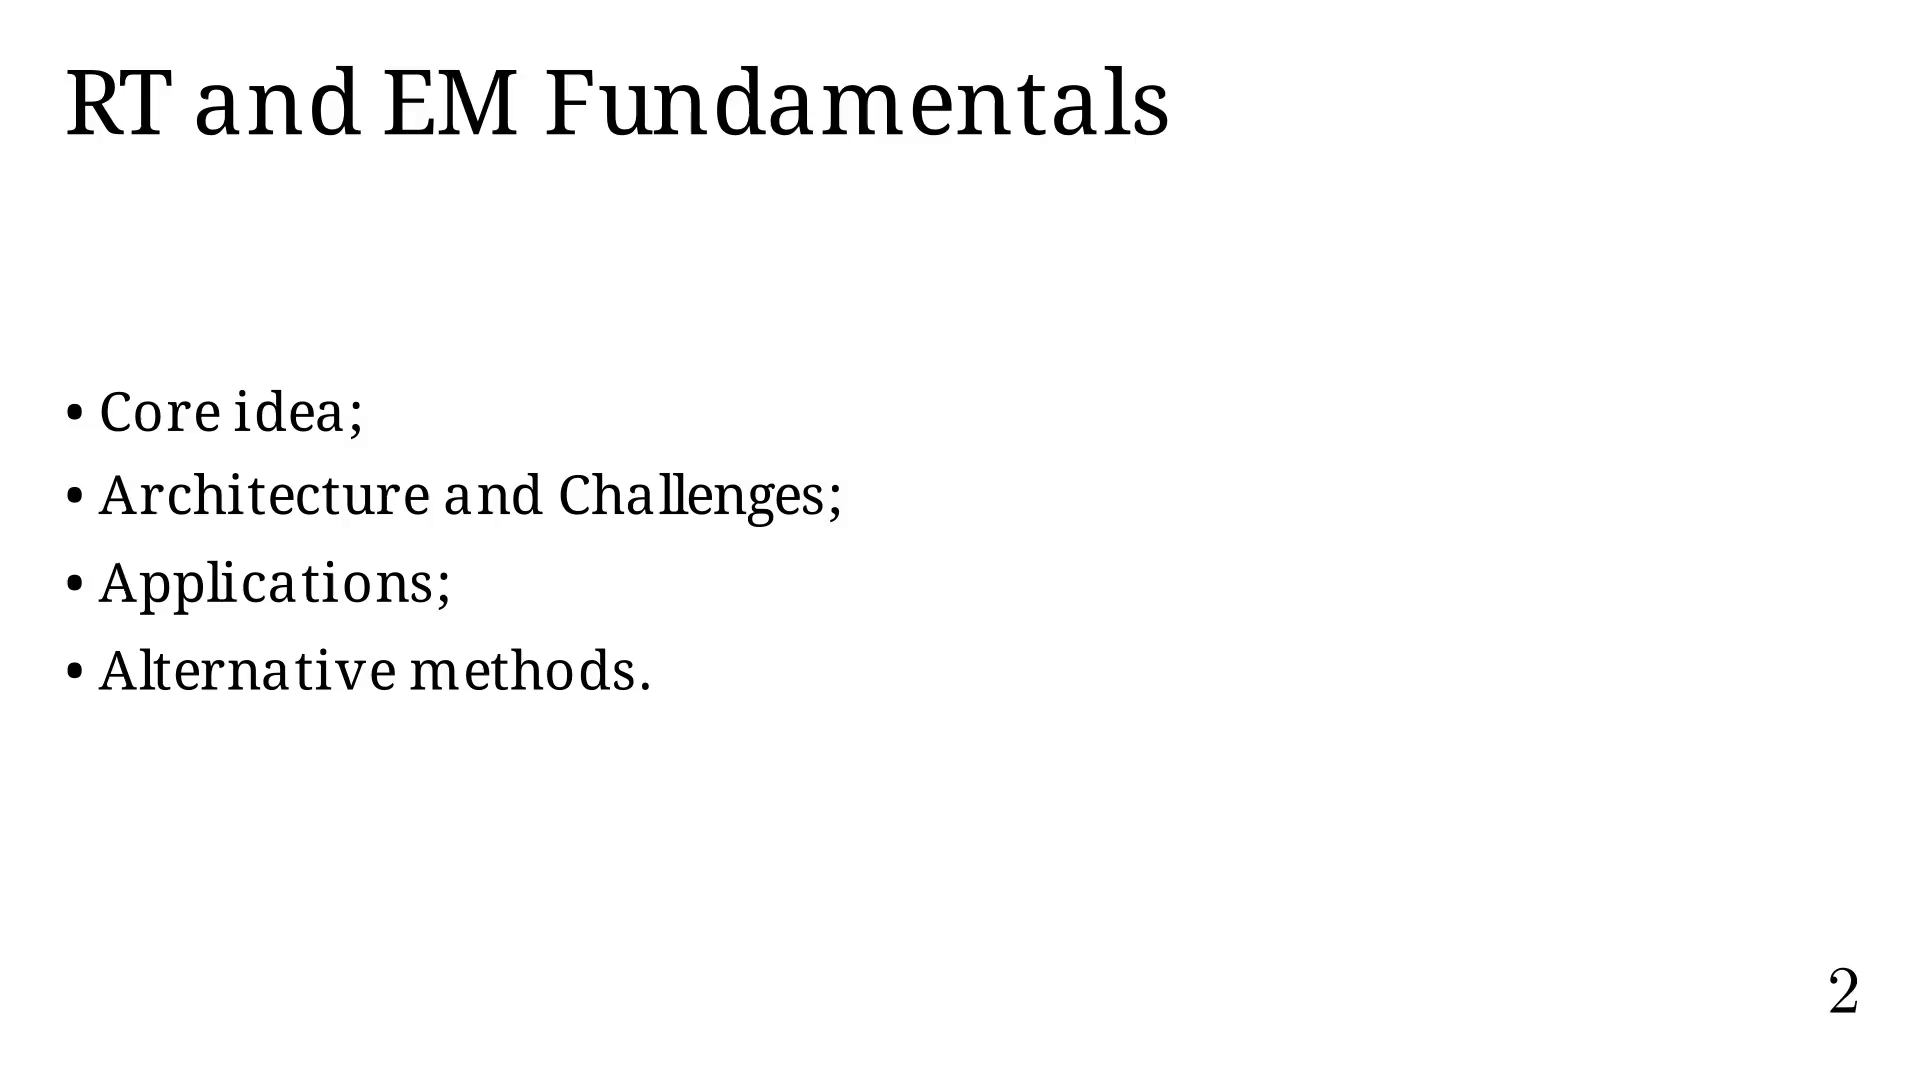 RT and EM Fundamentals
• Core idea;
• Architecture and Challenges;
• Applications;
• Alternative methods.
2